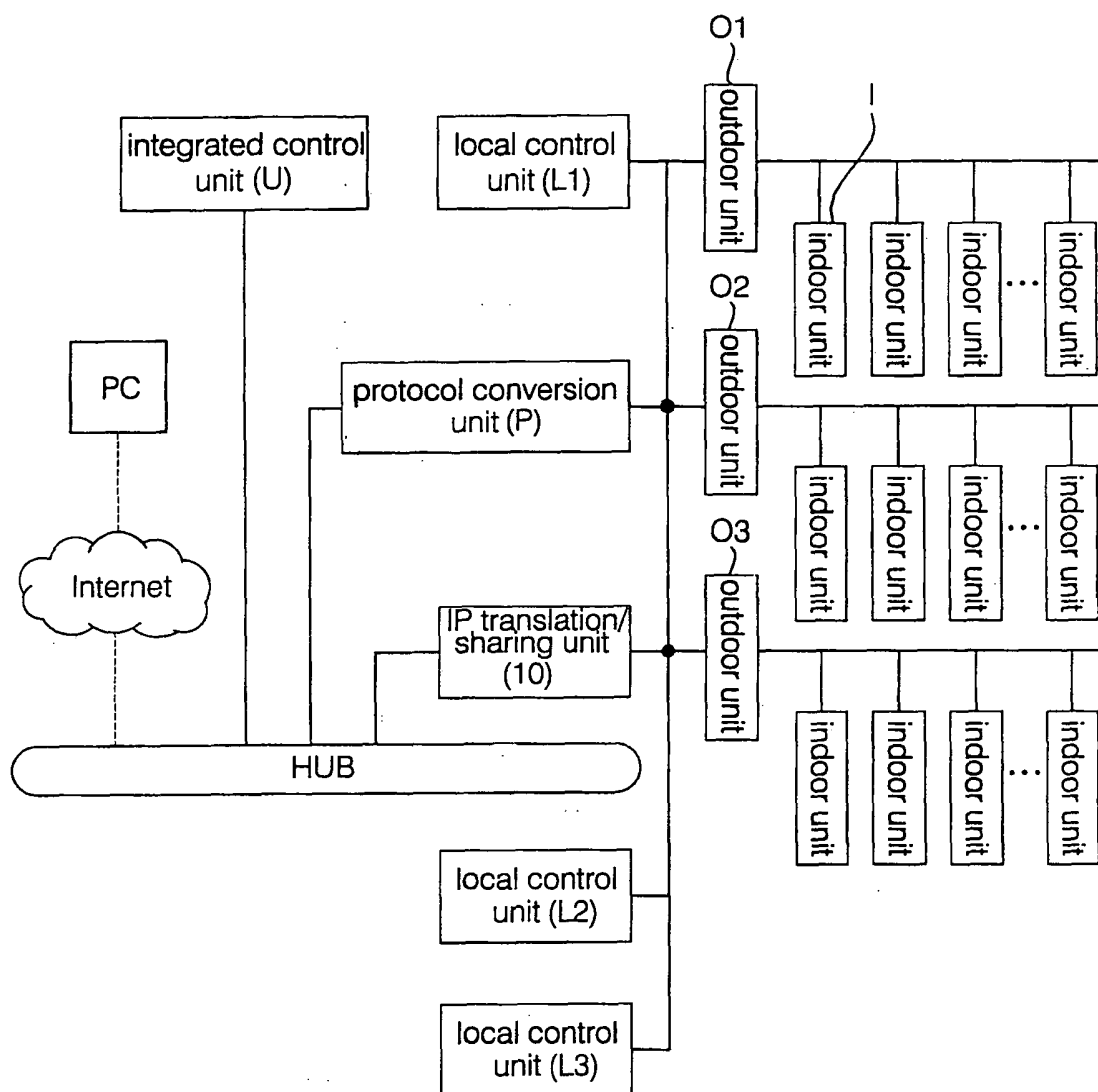 O1
outdoor unit
I
integrated control
unit (U)
local control
unit (L1)
indoor unit
indoor unit
indoor unit
...
indoor unit
O2
outdoor unit
PC
protocol conversion
unit (P)
indoor unit
indoor unit
indoor unit
...
indoor unit
O3
outdoor unit
Internet
IP translation/
sharing unit
(10)
indoor unit
indoor unit
indoor unit
...
indoor unit
HUB
local control
unit (L2)
local control
unit (L3)